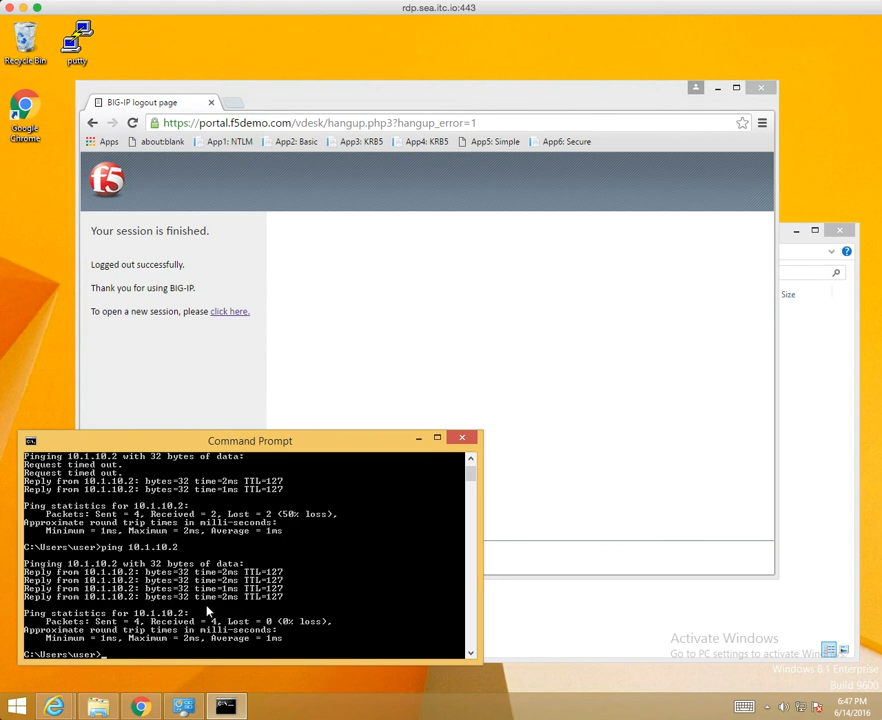 rdp.sea.itc.io:443
Recycle Bin
putty
Google
Chrome
BIG-IP logout page
https://portal.f5demo.com/vdesk/hangup.php3?hangup_error=1
Apps about:blank App1: NTLM App2: Basic App3: KRB5 App4: KRB5 App5: Simple App6: Secure
f5
Your session is finished.
Logged out successfully.
Thank you for using BIG-IP.
To open a new session, please click here.
Size
Command Prompt
Pinging 10.1.10.2 with 32 bytes of data:
Request timed out.
Request timed out.
Reply from 10.1.10.2: bytes=32 time=2ms TTL=127
Reply from 10.1.10.2: bytes=32 time=1ms TTL=127
Ping statistics for 10.1.10.2:
Packets: Sent = 4, Received = 2, Lost = 2 (50% loss),
Approximate round trip times in milli-seconds:
Minimum = 1ms, Maximum = 2ms, Average = 1ms
C:\Users\user>ping 10.1.10.2
Pinging 10.1.10.2 with 32 bytes of data:
Reply from 10.1.10.2: bytes=32 time=2ms TTL=127
Reply from 10.1.10.2: bytes=32 time=2ms TTL=127
Reply from 10.1.10.2: bytes=32 time=1ms TTL=127
Reply from 10.1.10.2: bytes=32 time=2ms TTL=127
Ping statistics for 10.1.10.2:
Packets: Sent = 4, Received = 4, Lost = 0 (0% loss),
Approximate round trip times in milli-seconds:
Minimum = 1ms, Maximum = 2ms, Average = 1ms
C:\Users\user>_
Activate Windows
Go to PC settings to activate Win
Windows 8.1 Enterprise
Build 9600
6:47 PM
6/14/2016